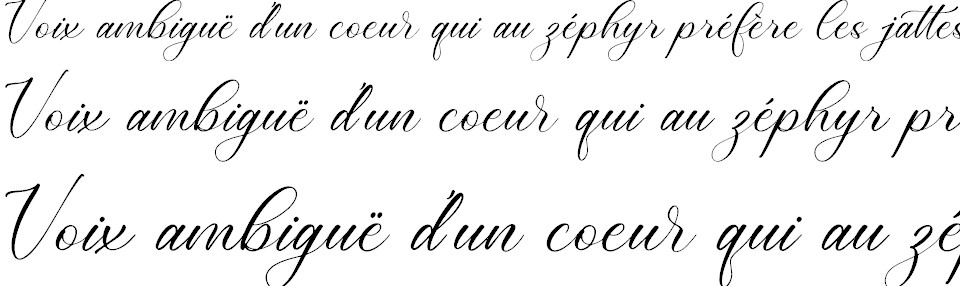 Voix ambiguë d'un coeur qui au zéphyr préfère les jattes
Voix ambiguë d'un coeur qui au zéphyr pr
Voix ambiguë d'un coeur qui au zé